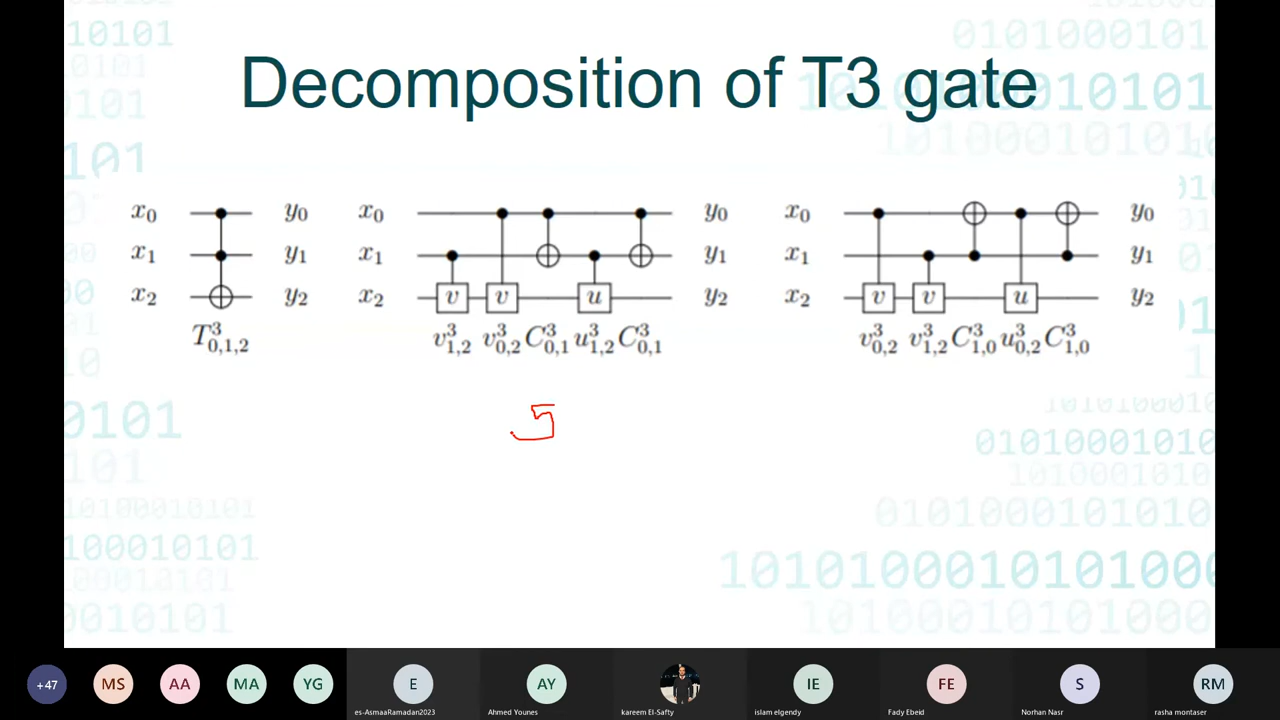 Decomposition of T3 gate
x₀ y₀ x₀ y₀ x₀ y₀
x₁ y₁ x₁ y₁ x₁ y₁
x₂ y₂ x₂ v v u y₂ x₂ v v u y₂
T³₀,₁,₂ v³₁,₂ v³₀,₂ C³₀,₁ u³₁,₂ C³₀,₁ v³₀,₂ v³₁,₂ C³₁,₀ u³₀,₂ C³₁,₀
5
+47 MS AA MA YG E AY IE FE S RM
es-AsmaaRamadan2023 Ahmed Younes kareem El-Safty islam elgendy Fady Ebeid Norhan Nasr rasha montaser